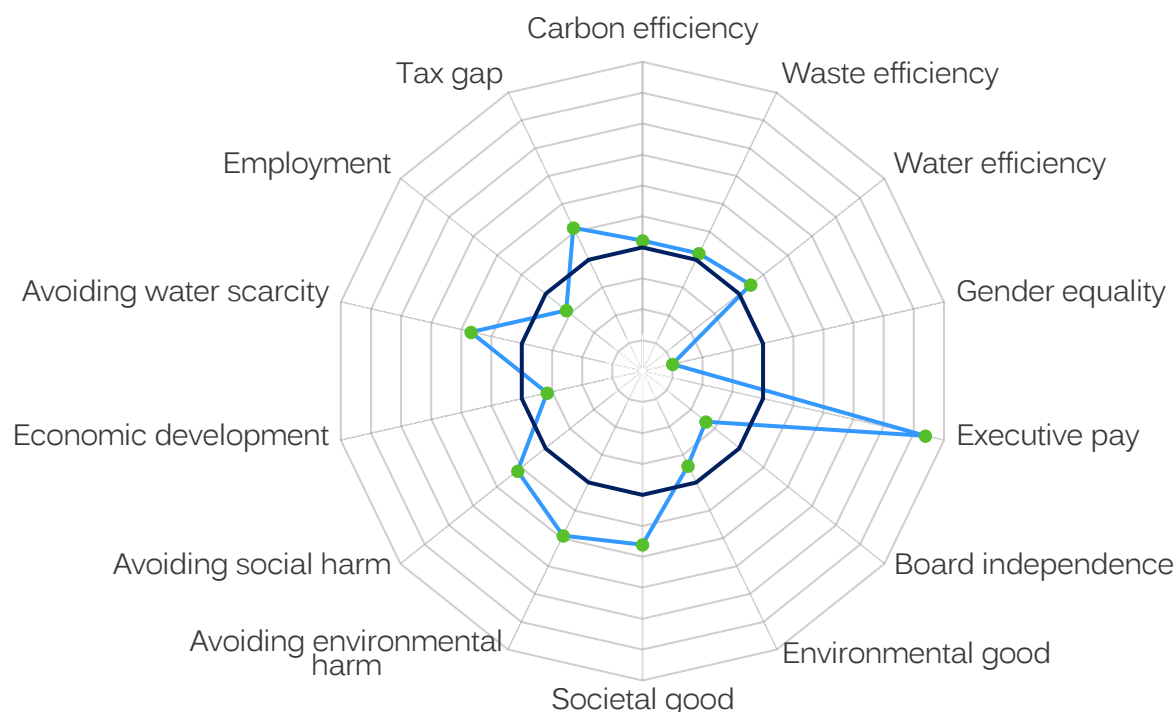 Carbon efficiency
Tax gap
Waste efficiency
Employment
Water efficiency
Avoiding water scarcity
Gender equality
Economic development
Executive pay
Avoiding social harm
Board independence
Avoiding environmental
harm
Environmental good
Societal good